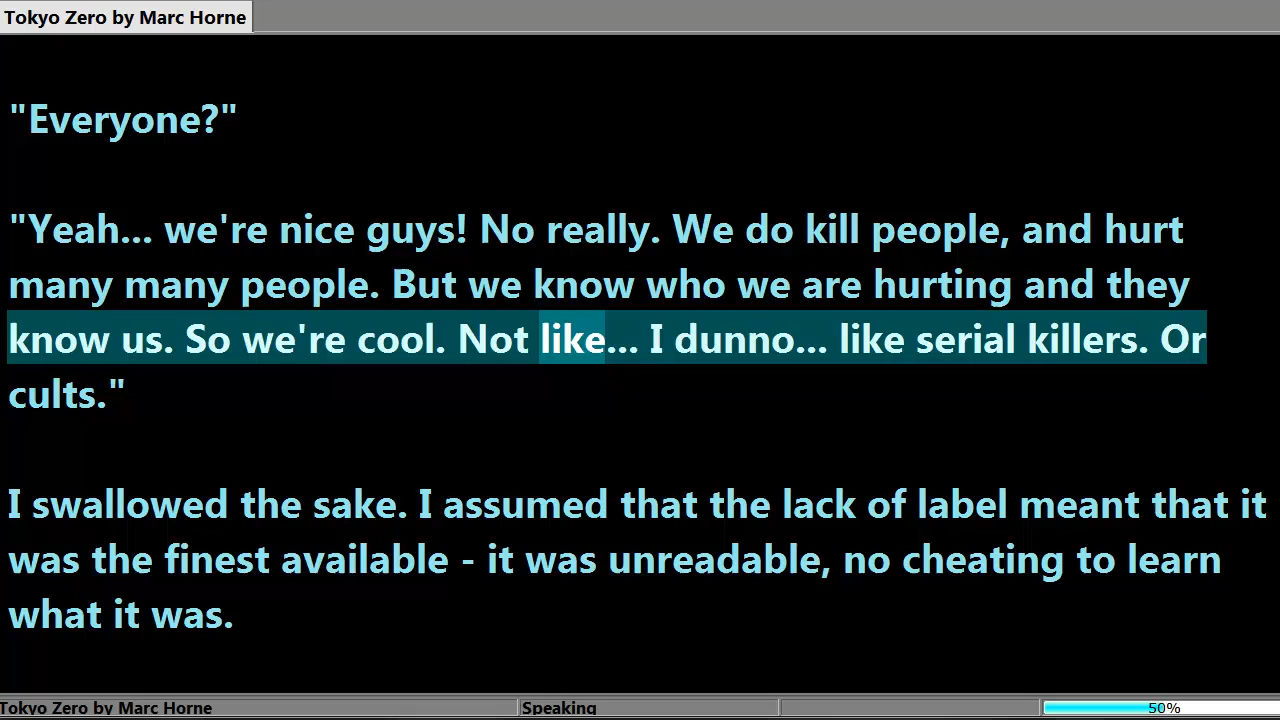 Tokyo Zero by Marc Horne
"Everyone?"
"Yeah... we're nice guys! No really. We do kill people, and hurt
many many people. But we know who we are hurting and they
know us. So we're cool. Not like... I dunno... like serial killers. Or
cults."
I swallowed the sake. I assumed that the lack of label meant that it
was the finest available - it was unreadable, no cheating to learn
what it was.
Tokyo Zero by Marc Horne
Speaking
50%